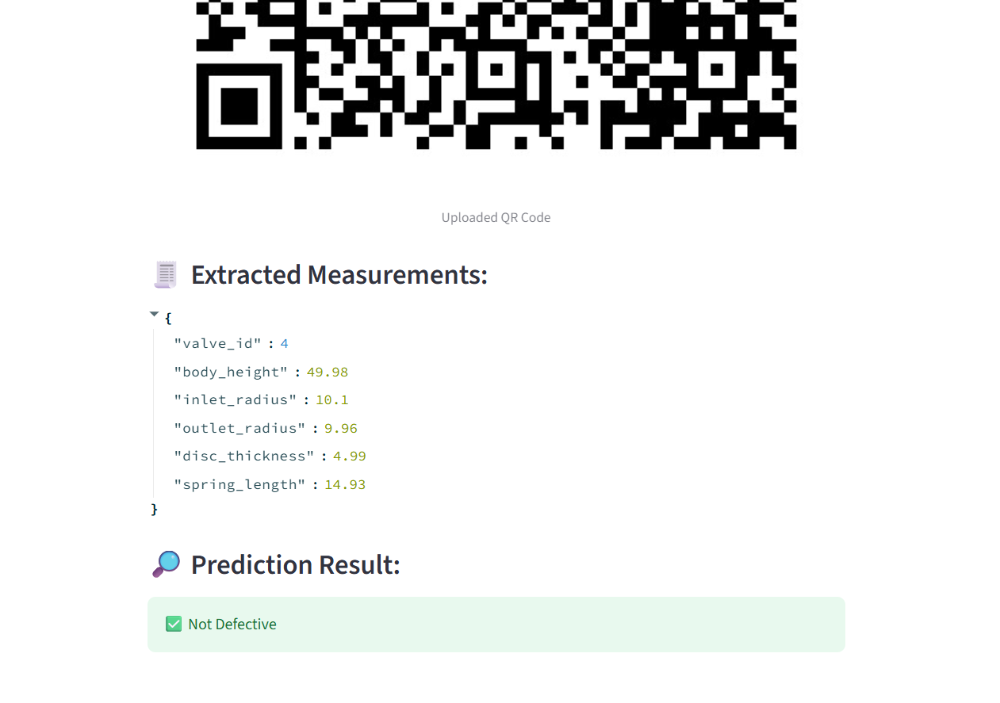 Uploaded QR Code
Extracted Measurements:
{
"valve_id" : 4
"body_height" : 49.98
"inlet_radius" : 10.1
"outlet_radius" : 9.96
"disc_thickness" : 4.99
"spring_length" : 14.93
}
Prediction Result:
Not Defective